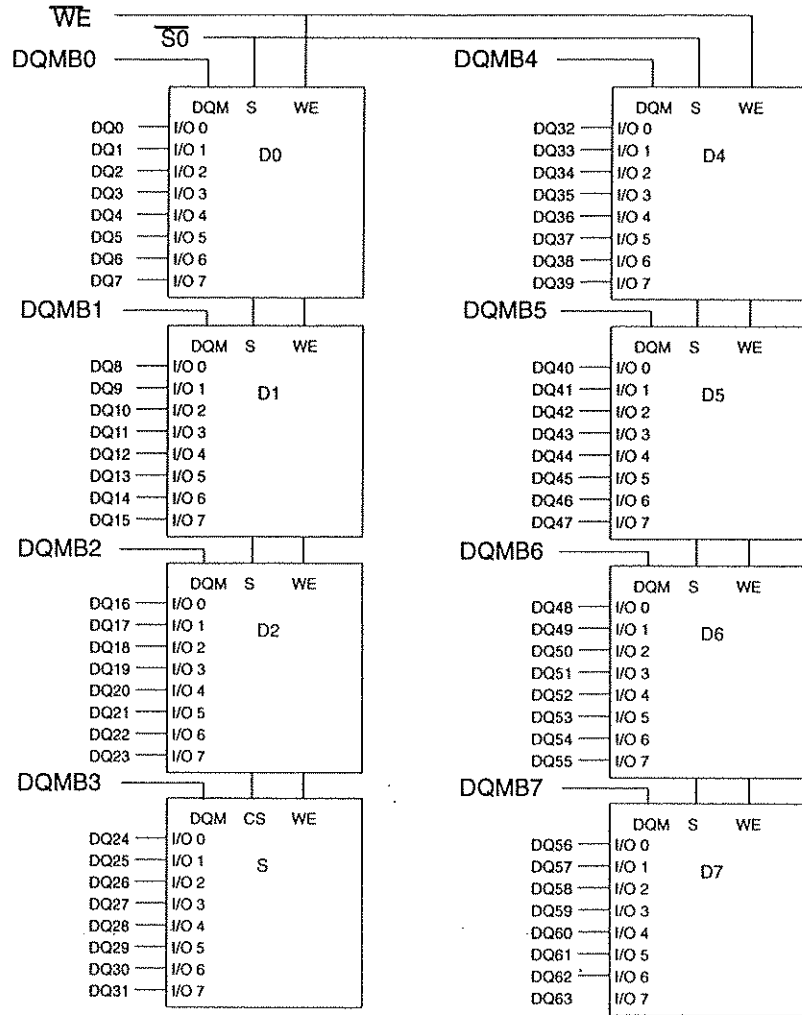 WE
S0
DQMB0
DQM S WE
D0
DQ0 I/O 0
DQ1 I/O 1
DQ2 I/O 2
DQ3 I/O 3
DQ4 I/O 4
DQ5 I/O 5
DQ6 I/O 6
DQ7 I/O 7
DQMB1
DQM S WE
D1
DQ8 I/O 0
DQ9 I/O 1
DQ10 I/O 2
DQ11 I/O 3
DQ12 I/O 4
DQ13 I/O 5
DQ14 I/O 6
DQ15 I/O 7
DQMB2
DQM S WE
D2
DQ16 I/O 0
DQ17 I/O 1
DQ18 I/O 2
DQ19 I/O 3
DQ20 I/O 4
DQ21 I/O 5
DQ22 I/O 6
DQ23 I/O 7
DQMB3
DQM CS WE
S
DQ24 I/O 0
DQ25 I/O 1
DQ26 I/O 2
DQ27 I/O 3
DQ28 I/O 4
DQ29 I/O 5
DQ30 I/O 6
DQ31 I/O 7
DQMB4
DQM S WE
D4
DQ32 I/O 0
DQ33 I/O 1
DQ34 I/O 2
DQ35 I/O 3
DQ36 I/O 4
DQ37 I/O 5
DQ38 I/O 6
DQ39 I/O 7
DQMB5
DQM S WE
D5
DQ40 I/O 0
DQ41 I/O 1
DQ42 I/O 2
DQ43 I/O 3
DQ44 I/O 4
DQ45 I/O 5
DQ46 I/O 6
DQ47 I/O 7
DQMB6
DQM S WE
D6
DQ48 I/O 0
DQ49 I/O 1
DQ50 I/O 2
DQ51 I/O 3
DQ52 I/O 4
DQ53 I/O 5
DQ54 I/O 6
DQ55 I/O 7
DQMB7
DQM S WE
D7
DQ56 I/O 0
DQ57 I/O 1
DQ58 I/O 2
DQ59 I/O 3
DQ60 I/O 4
DQ61 I/O 5
DQ62 I/O 6
DQ63 I/O 7